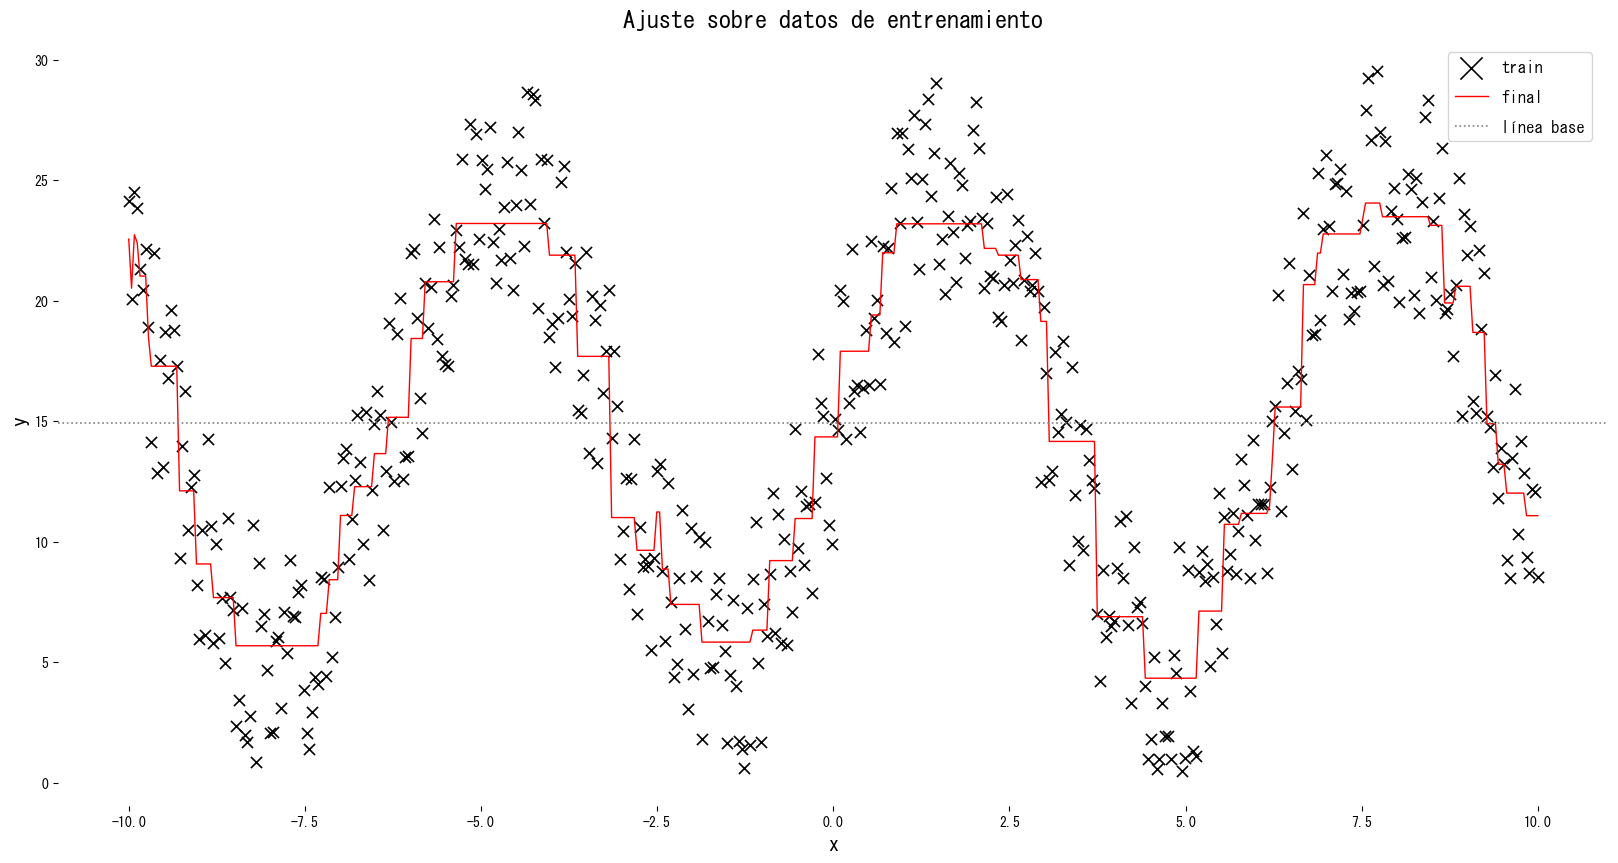 Ajuste sobre datos de entrenamiento
train
final
línea base
y
30
25
20
15
10
5
0
-10.0 -7.5 -5.0 -2.5 0.0 2.5 5.0 7.5 10.0
x